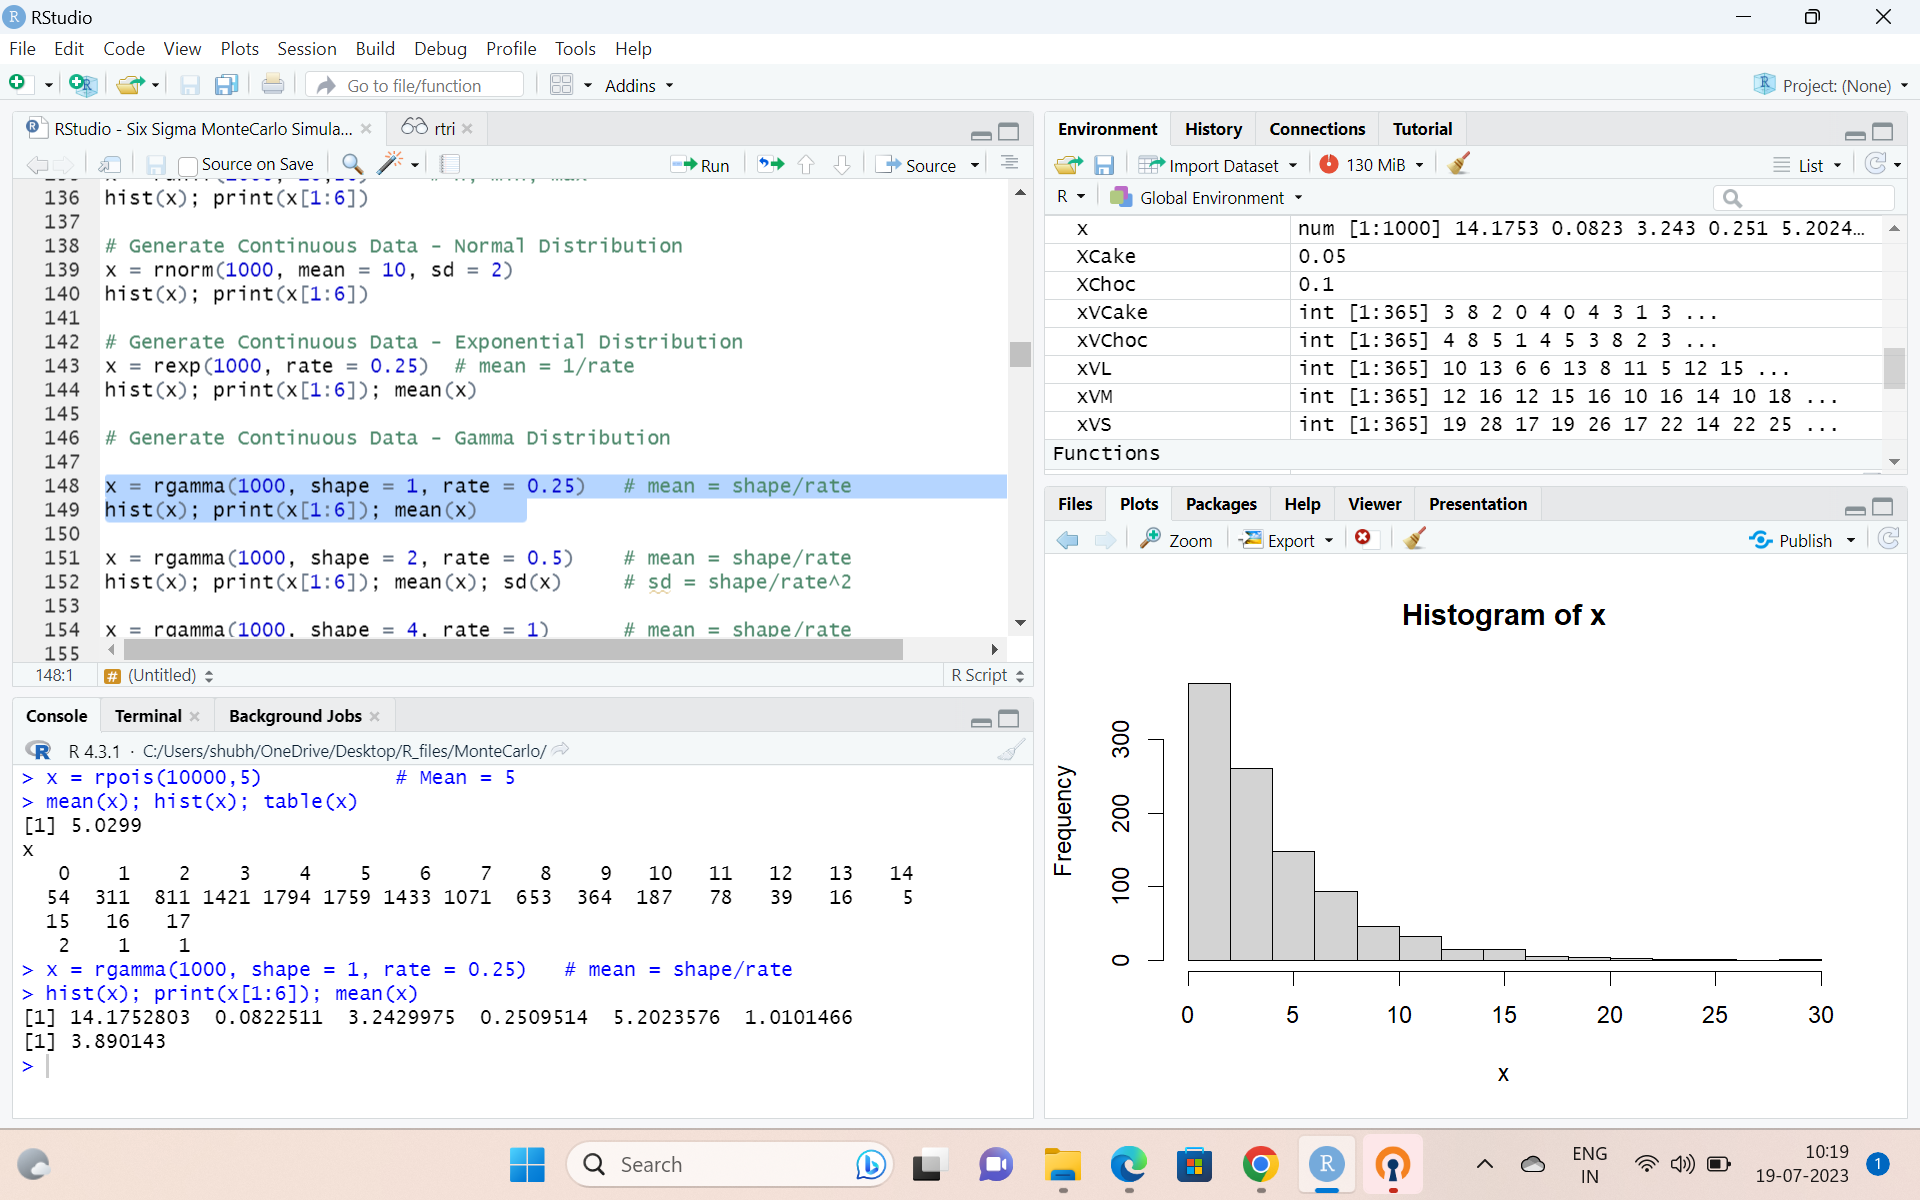 RStudio
File Edit Code View Plots Session Build Debug Profile Tools Help
Go to file/function Addins Project: (None)
RStudio - Six Sigma MonteCarlo Simula... rtri
Source on Save Run Source
136 hist(x); print(x[1:6])
137
138 # Generate Continuous Data - Normal Distribution
139 x = rnorm(1000, mean = 10, sd = 2)
140 hist(x); print(x[1:6])
141
142 # Generate Continuous Data - Exponential Distribution
143 x = rexp(1000, rate = 0.25)  # mean = 1/rate
144 hist(x); print(x[1:6]); mean(x)
145
146 # Generate Continuous Data - Gamma Distribution
147
148 x = rgamma(1000, shape = 1, rate = 0.25)   # mean = shape/rate
149 hist(x); print(x[1:6]); mean(x)
150
151 x = rgamma(1000, shape = 2, rate = 0.5)    # mean = shape/rate
152 hist(x); print(x[1:6]); mean(x); sd(x)     # sd = shape/rate^2
153
154 x = rgamma(1000, shape = 4, rate = 1)      # mean = shape/rate
155
148:1 # (Untitled) R Script
Console Terminal Background Jobs
R 4.3.1 · C:/Users/shubh/OneDrive/Desktop/R_files/MonteCarlo/
> x = rpois(10000,5)           # Mean = 5
> mean(x); hist(x); table(x)
[1] 5.0299
x
0 1 2 3 4 5 6 7 8 9 10 11 12 13 14
54 311 811 1421 1794 1759 1433 1071 653 364 187 78 39 16 5
15 16 17
2 1 1
> x = rgamma(1000, shape = 1, rate = 0.25)   # mean = shape/rate
> hist(x); print(x[1:6]); mean(x)
[1] 14.1752803  0.0822511  3.2429975  0.2509514  5.2023576  1.0101466
[1] 3.890143
>
Environment History Connections Tutorial
Import Dataset 130 MiB List
R Global Environment
x num [1:1000] 14.1753 0.0823 3.243 0.251 5.2024...
XCake 0.05
XChoc 0.1
xVCake int [1:365] 3 8 2 0 4 0 4 3 1 3 ...
xVChoc int [1:365] 4 8 5 1 4 5 3 8 2 3 ...
xVL int [1:365] 10 13 6 6 13 8 11 5 12 15 ...
xVM int [1:365] 12 16 12 15 16 10 16 14 10 18 ...
xVS int [1:365] 19 28 17 19 26 17 22 14 22 25 ...
Functions
Files Plots Packages Help Viewer Presentation
Zoom Export Publish
Histogram of x
Frequency
300
200
100
0
0 5 10 15 20 25 30
x
Search
R
ENG
IN
10:19
19-07-2023
1